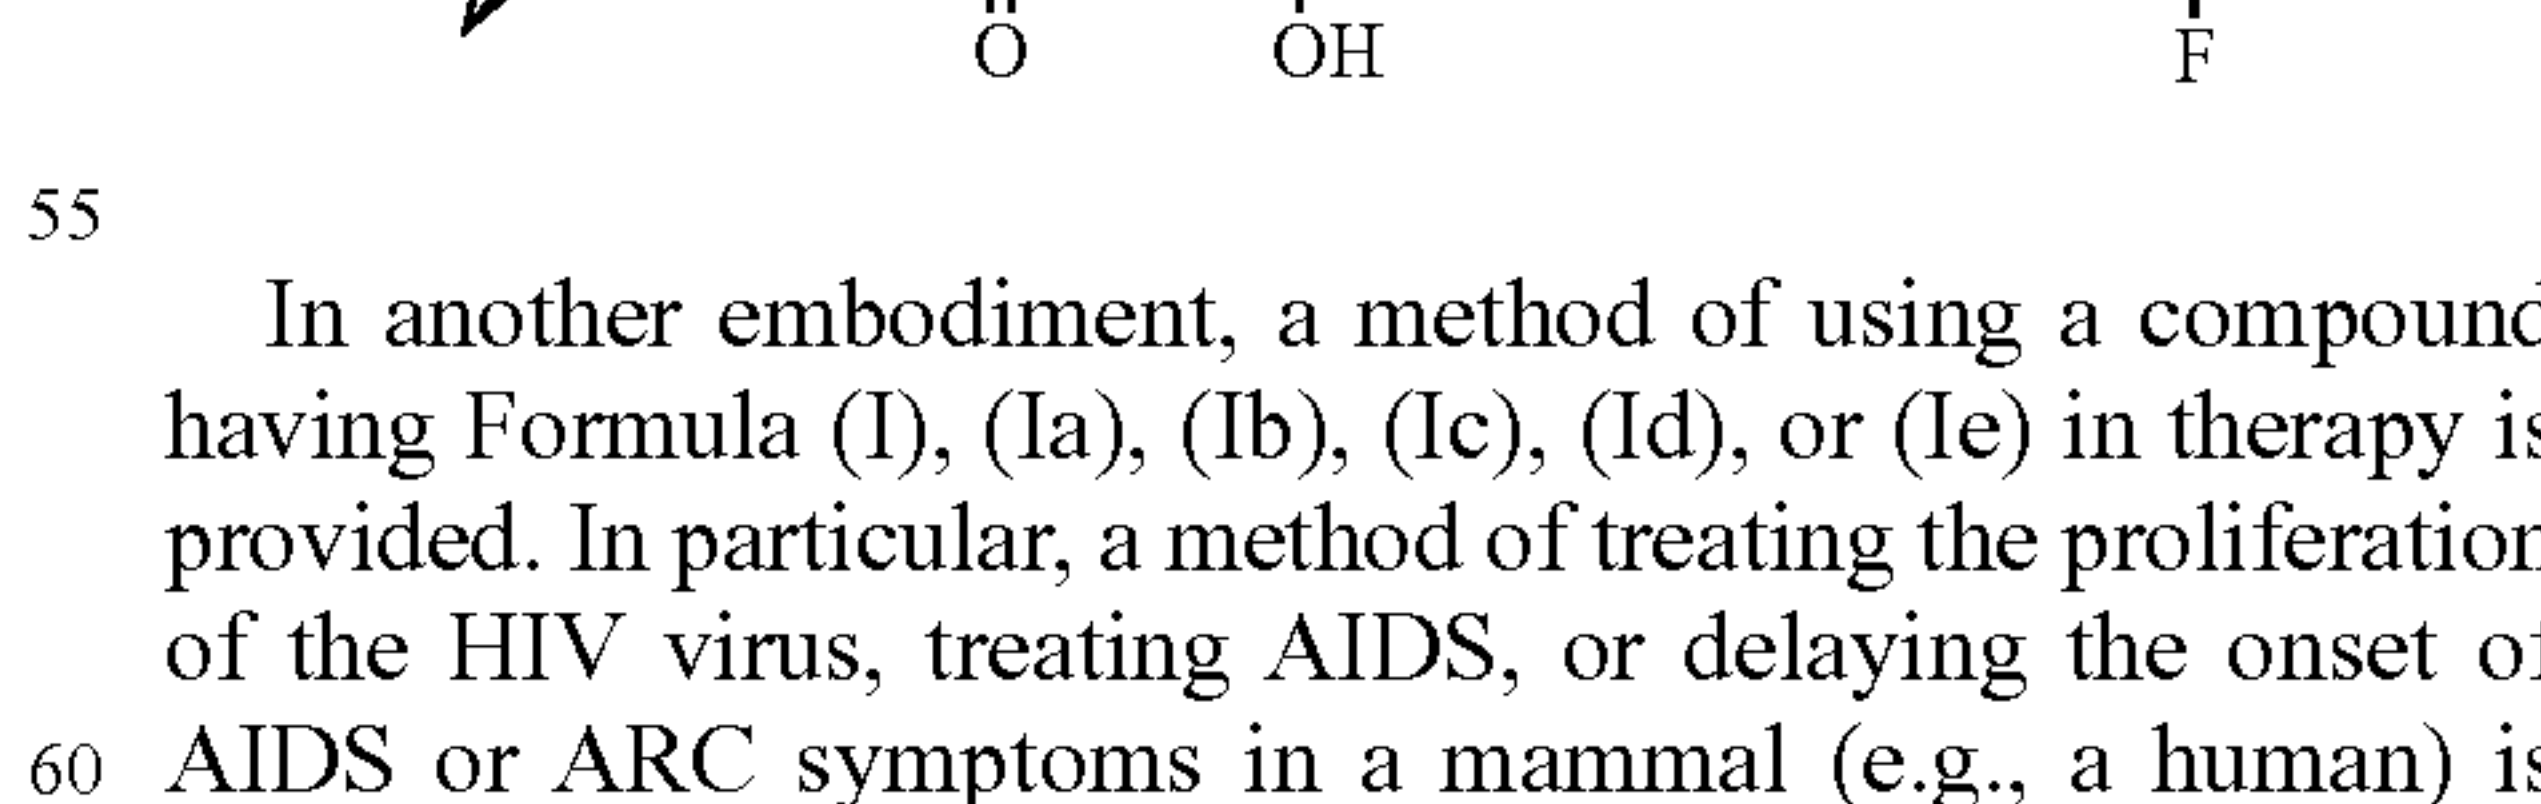 O OH F
55
In another embodiment, a method of using a compound
having Formula (I), (Ia), (Ib), (Ic), (Id), or (Ie) in therapy is
provided. In particular, a method of treating the proliferation
of the HIV virus, treating AIDS, or delaying the onset of
60 AIDS or ARC symptoms in a mammal (e.g., a human) is